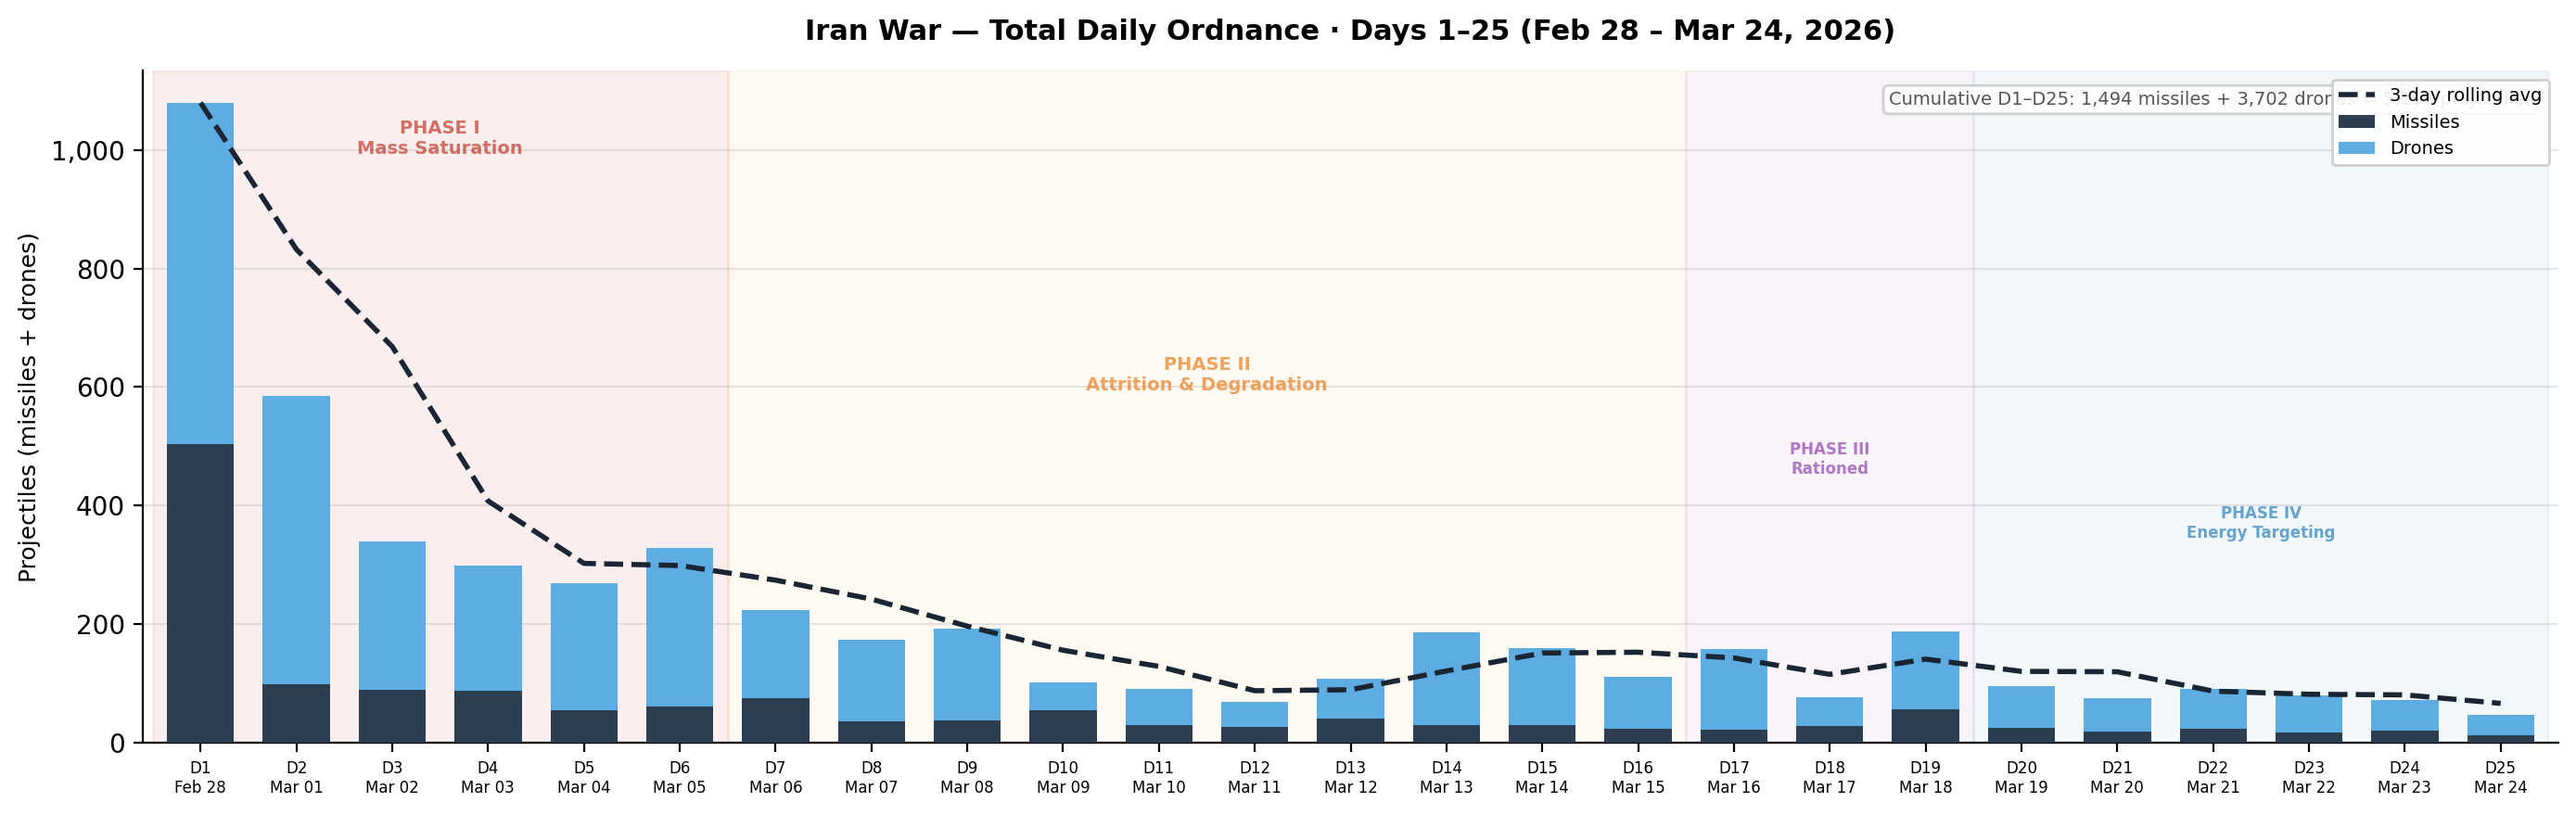 Iran War — Total Daily Ordnance · Days 1–25 (Feb 28 – Mar 24, 2026)
Projectiles (missiles + drones)
1,000
800
600
400
200
0
PHASE I
Mass Saturation
PHASE II
Attrition & Degradation
PHASE III
Rationed
PHASE IV
Energy Targeting
Cumulative D1–D25: 1,494 missiles + 3,702
3-day rolling avg
Missiles
Drones
D1 D2 D3 D4 D5 D6 D7 D8 D9 D10 D11 D12 D13 D14 D15 D16 D17 D18 D19 D20 D21 D22 D23 D24 D25
Feb 28 Mar 01 Mar 02 Mar 03 Mar 04 Mar 05 Mar 06 Mar 07 Mar 08 Mar 09 Mar 10 Mar 11 Mar 12 Mar 13 Mar 14 Mar 15 Mar 16 Mar 17 Mar 18 Mar 19 Mar 20 Mar 21 Mar 22 Mar 23 Mar 24